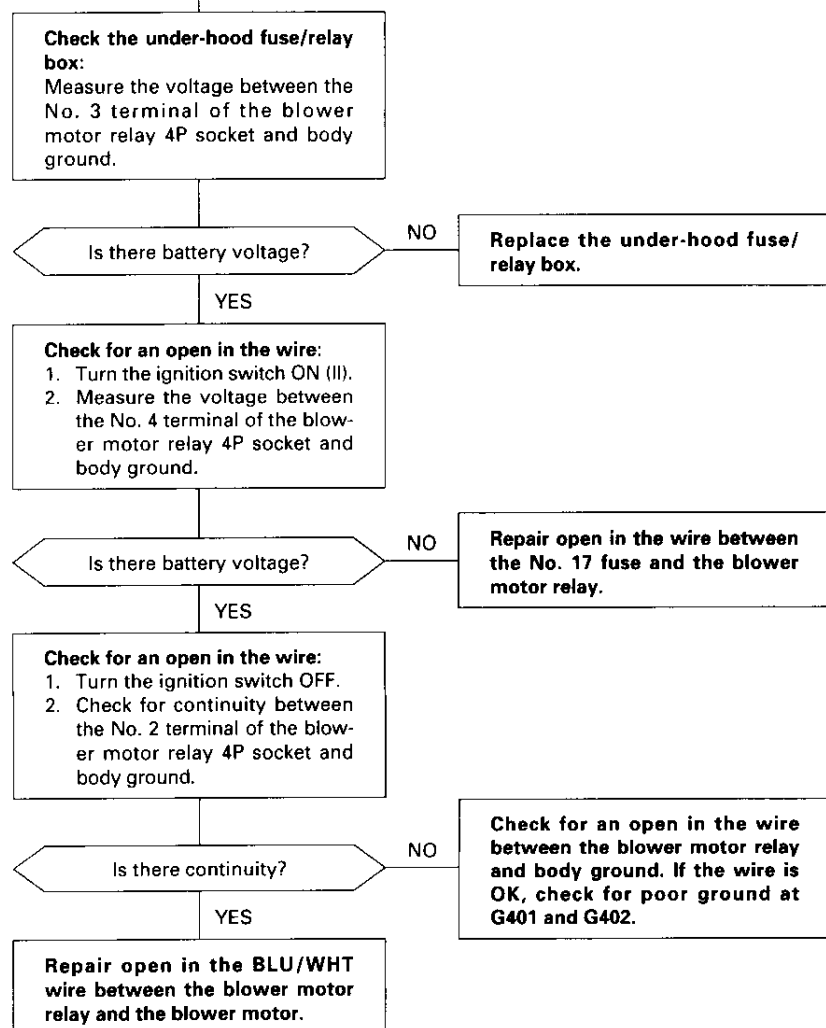 Check the under-hood fuse/relay
box:
Measure the voltage between the
No. 3 terminal of the blower
motor relay 4P socket and body
ground.
Is there battery voltage?
NO
Replace the under-hood fuse/
relay box.
YES
Check for an open in the wire:
1. Turn the ignition switch ON (II).
2. Measure the voltage between
the No. 4 terminal of the blow-
er motor relay 4P socket and
body ground.
Is there battery voltage?
NO
Repair open in the wire between
the No. 17 fuse and the blower
motor relay.
YES
Check for an open in the wire:
1. Turn the ignition switch OFF.
2. Check for continuity between
the No. 2 terminal of the blow-
er motor relay 4P socket and
body ground.
Is there continuity?
NO
Check for an open in the wire
between the blower motor relay
and body ground. If the wire is
OK, check for poor ground at
G401 and G402.
YES
Repair open in the BLU/WHT
wire between the blower motor
relay and the blower motor.